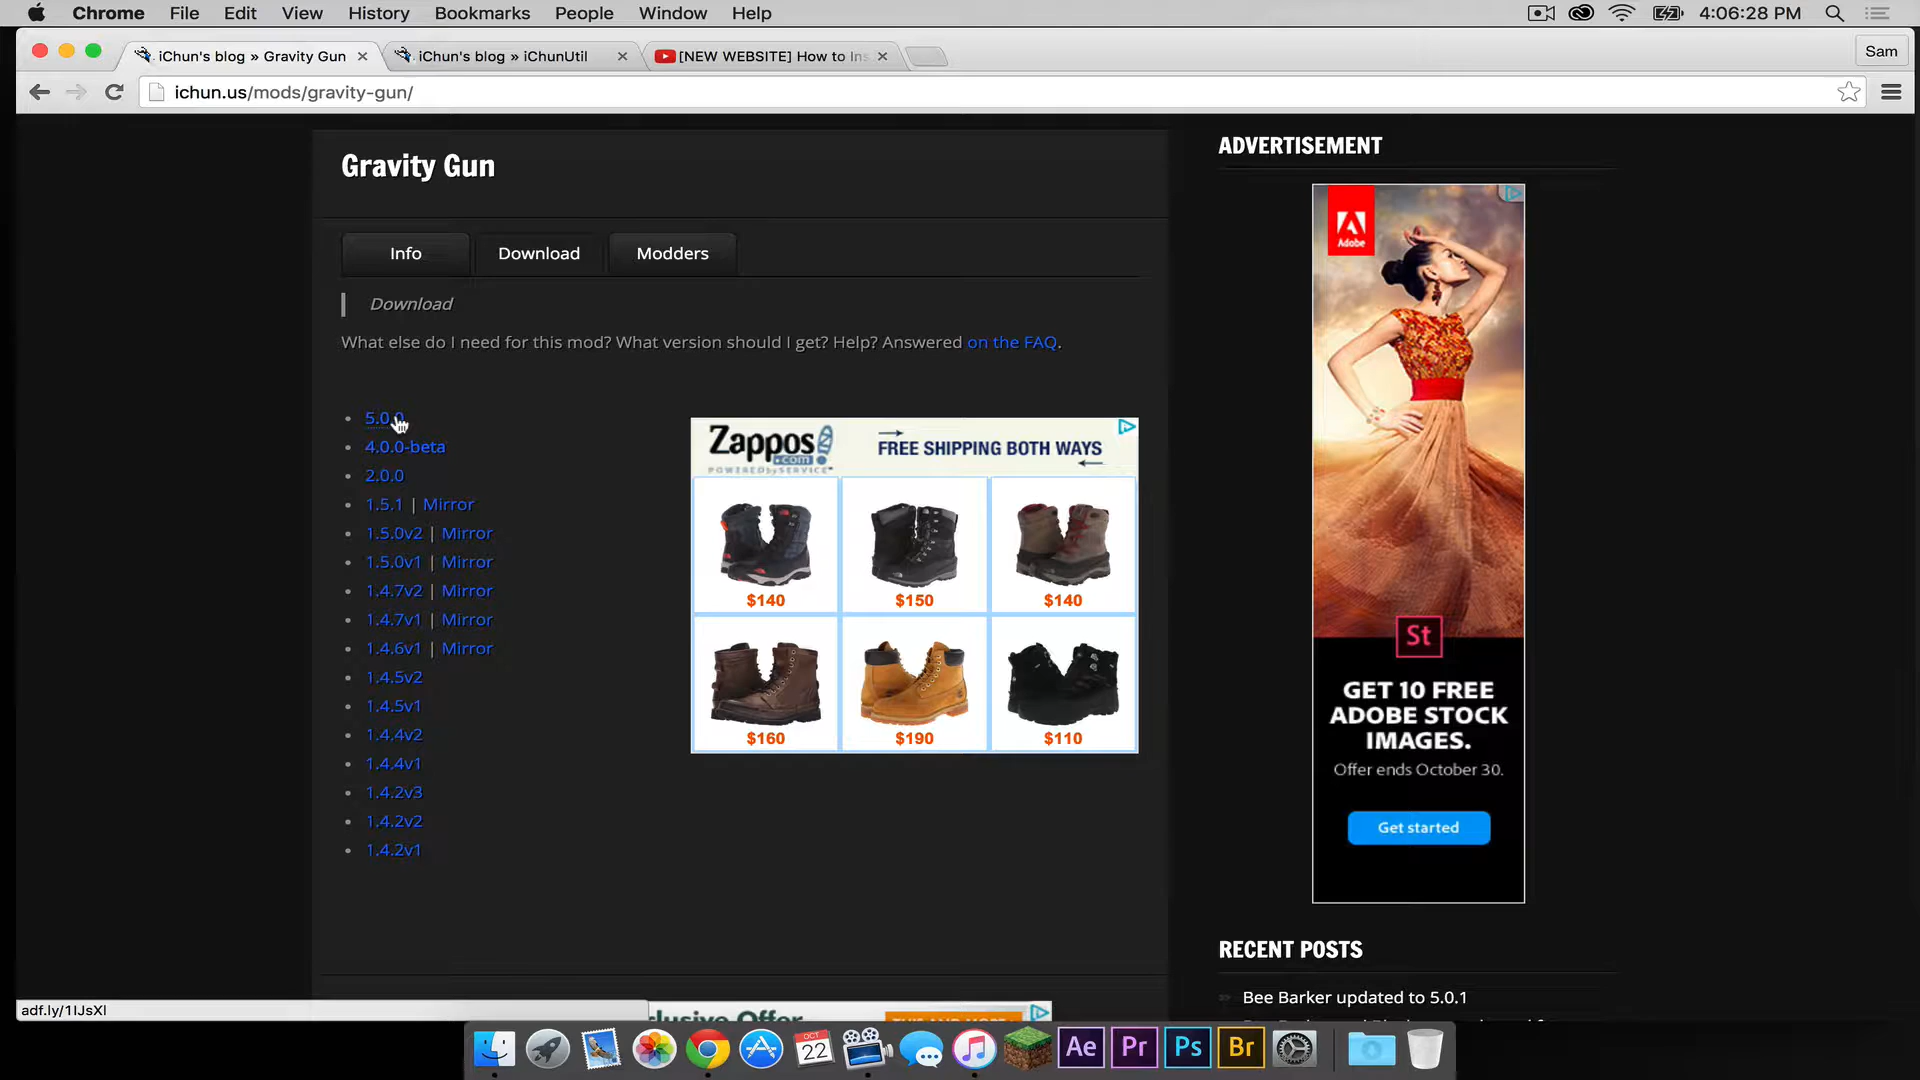 Chrome File Edit View History Bookmarks People Window Help 4:06:28 PM
iChun's blog » Gravity Gun iChun's blog » iChunUtil [NEW WEBSITE] How to Ins Sam
ichun.us/mods/gravity-gun/
Gravity Gun
Info Download Modders
Download
What else do I need for this mod? What version should I get? Help? Answered on the FAQ.
5.0.0
4.0.0-beta
2.0.0
1.5.1 | Mirror
1.5.0v2 | Mirror
1.5.0v1 | Mirror
1.4.7v2 | Mirror
1.4.7v1 | Mirror
1.4.6v1 | Mirror
1.4.5v2
1.4.5v1
1.4.4v2
1.4.4v1
1.4.2v3
1.4.2v2
1.4.2v1
Zappos.com
POWERED by SERVICE
FREE SHIPPING BOTH WAYS
$140 $150 $140
$160 $190 $110
ADVERTISEMENT
Adobe
St
GET 10 FREE
ADOBE STOCK
IMAGES.
Offer ends October 30.
Get started
RECENT POSTS
Bee Barker updated to 5.0.1
adf.ly/1IJsXl
clusive Offer
OCT
22
Ae Pr Ps Br